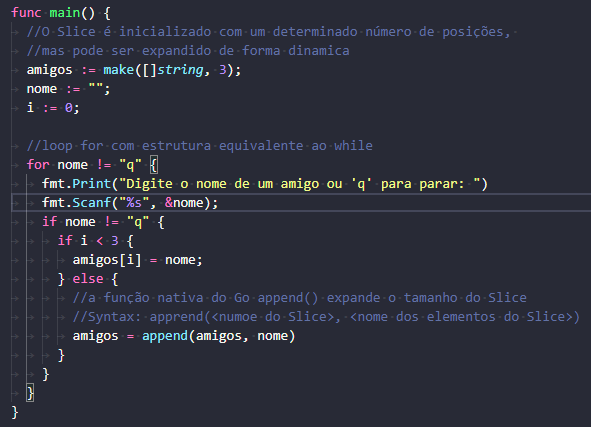 func main() {
//O Slice é inicializado com um determinado número de posições,
//mas pode ser expandido de forma dinamica
amigos := make([]string, 3);
nome := "";
i := 0;
//loop for com estrutura equivalente ao while
for nome != "q" {
fmt.Print("Digite o nome de um amigo ou 'q' para parar: ")
fmt.Scanf("%s", &nome);
if nome != "q" {
if i < 3 {
amigos[i] = nome;
} else {
//a função nativa do Go append() expande o tamanho do Slice
//Syntax: apprend(<numoe do Slice>, <nome dos elementos do Slice>)
amigos = append(amigos, nome)
}
}
}
}